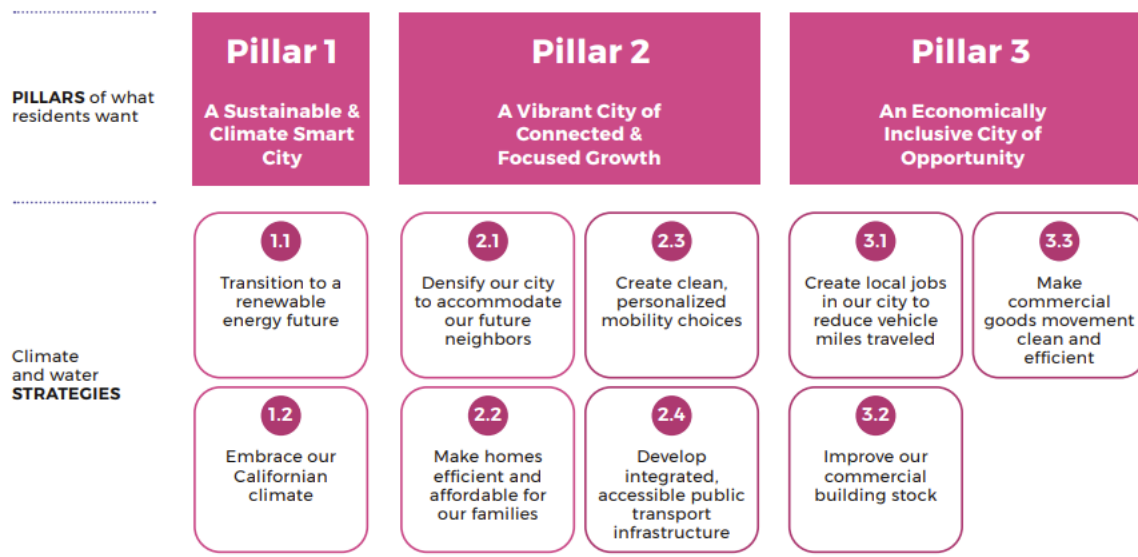 PILLARS of what
residents want
Pillar 1
A Sustainable &
Climate Smart
City
Pillar 2
A Vibrant City of
Connected &
Focused Growth
Pillar 3
An Economically
Inclusive City of
Opportunity
Climate
and water
STRATEGIES
1.1
Transition to a
renewable
energy future
2.1
Densify our city
to accommodate
our future
neighbors
2.3
Create clean,
personalized
mobility choices
3.1
Create local jobs
in our city to
reduce vehicle
miles traveled
3.3
Make
commercial
goods movement
clean and
efficient
1.2
Embrace our
Californian
climate
2.2
Make homes
efficient and
affordable for
our families
2.4
Develop
integrated,
accessible public
transport
infrastructure
3.2
Improve our
commercial
building stock